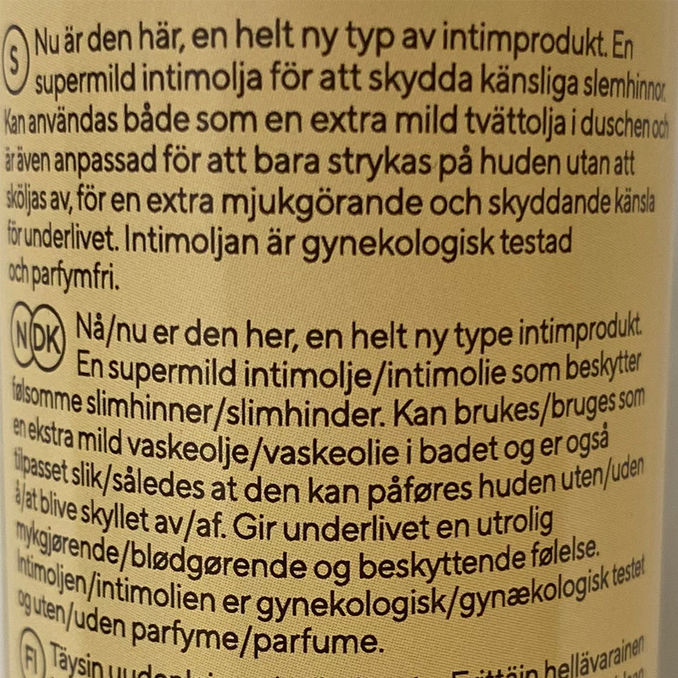 S Nu är den här, en helt ny typ av intimprodukt. En
supermild intimolja för att skydda känsliga slemhinnor.
Kan användas både som en extra mild tvättolja i duschen och
är även anpassad för att bara strykas på huden utan att
sköljas av, för en extra mjukgörande och skyddande känsla
för underlivet. Intimoljan är gynekologisk testad
och parfymfri.
N DK Nå/nu er den her, en helt ny type intimprodukt.
En supermild intimolje/intimolie som beskytter
følsomme slimhinner/slimhinder. Kan brukes/bruges som
en ekstra mild vaskeolje/vaskeolie i badet og er også
tilpasset slik/således at den kan påføres huden uten/uden
å/at blive skyllet av/af. Gir underlivet en utrolig
mykgjørende/blødgørende og beskyttende følelse.
Intimoljen/intimolien er gynekologisk/gynækologisk testet
og uten/uden parfyme/parfume.
FI Täysin hellävarainen